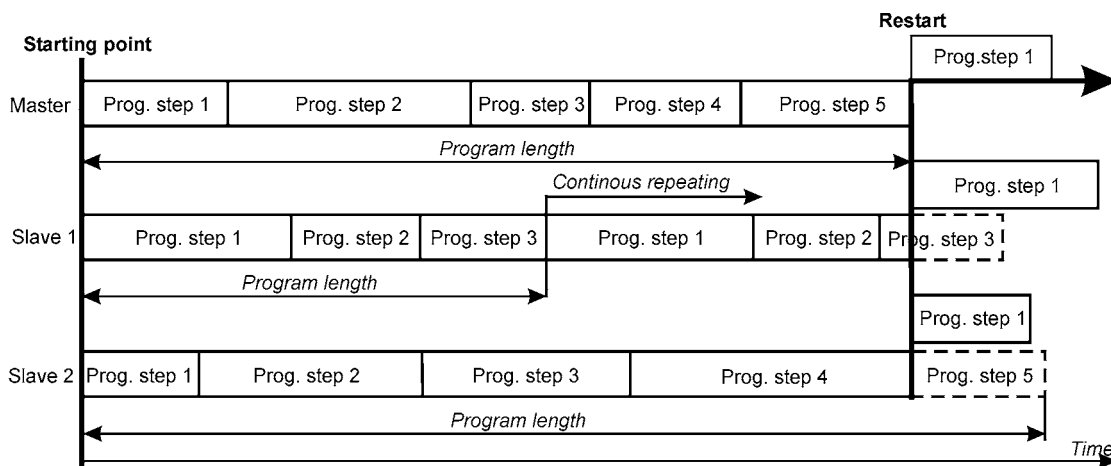 Restart
Starting point
Prog.step 1
Master
Prog. step 1
Prog. step 2
Prog. step 3
Prog. step 4
Prog. step 5
Program length
Continous repeating
Prog. step 1
Slave 1
Prog. step 1
Prog. step 2
Prog. step 3
Prog. step 1
Prog. step 2
Prog. step 3
Program length
Prog. step 1
Slave 2
Prog. step 1
Prog. step 2
Prog. step 3
Prog. step 4
Prog. step 5
Program length
Time